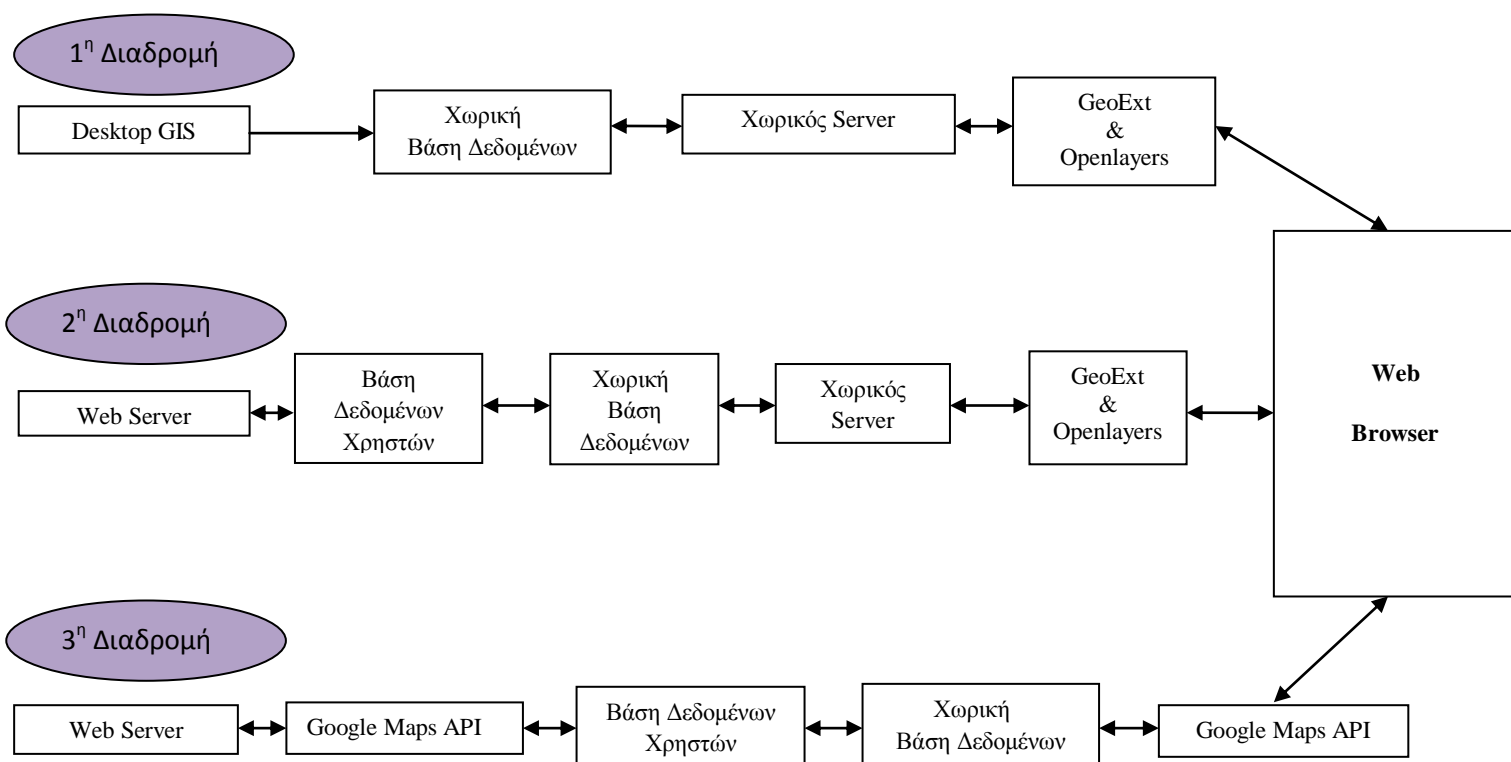 1η Διαδρομή
Desktop GIS
Χωρική
Βάση Δεδομένων
Χωρικός Server
GeoExt
&
Openlayers
2η Διαδρομή
Web Server
Βάση
Δεδομένων
Χρηστών
Χωρική
Βάση
Δεδομένων
Χωρικός
Server
GeoExt
&
Openlayers
Web
Browser
3η Διαδρομή
Web Server
Google Maps API
Βάση Δεδομένων
Χρηστών
Χωρική
Βάση Δεδομένων
Google Maps API